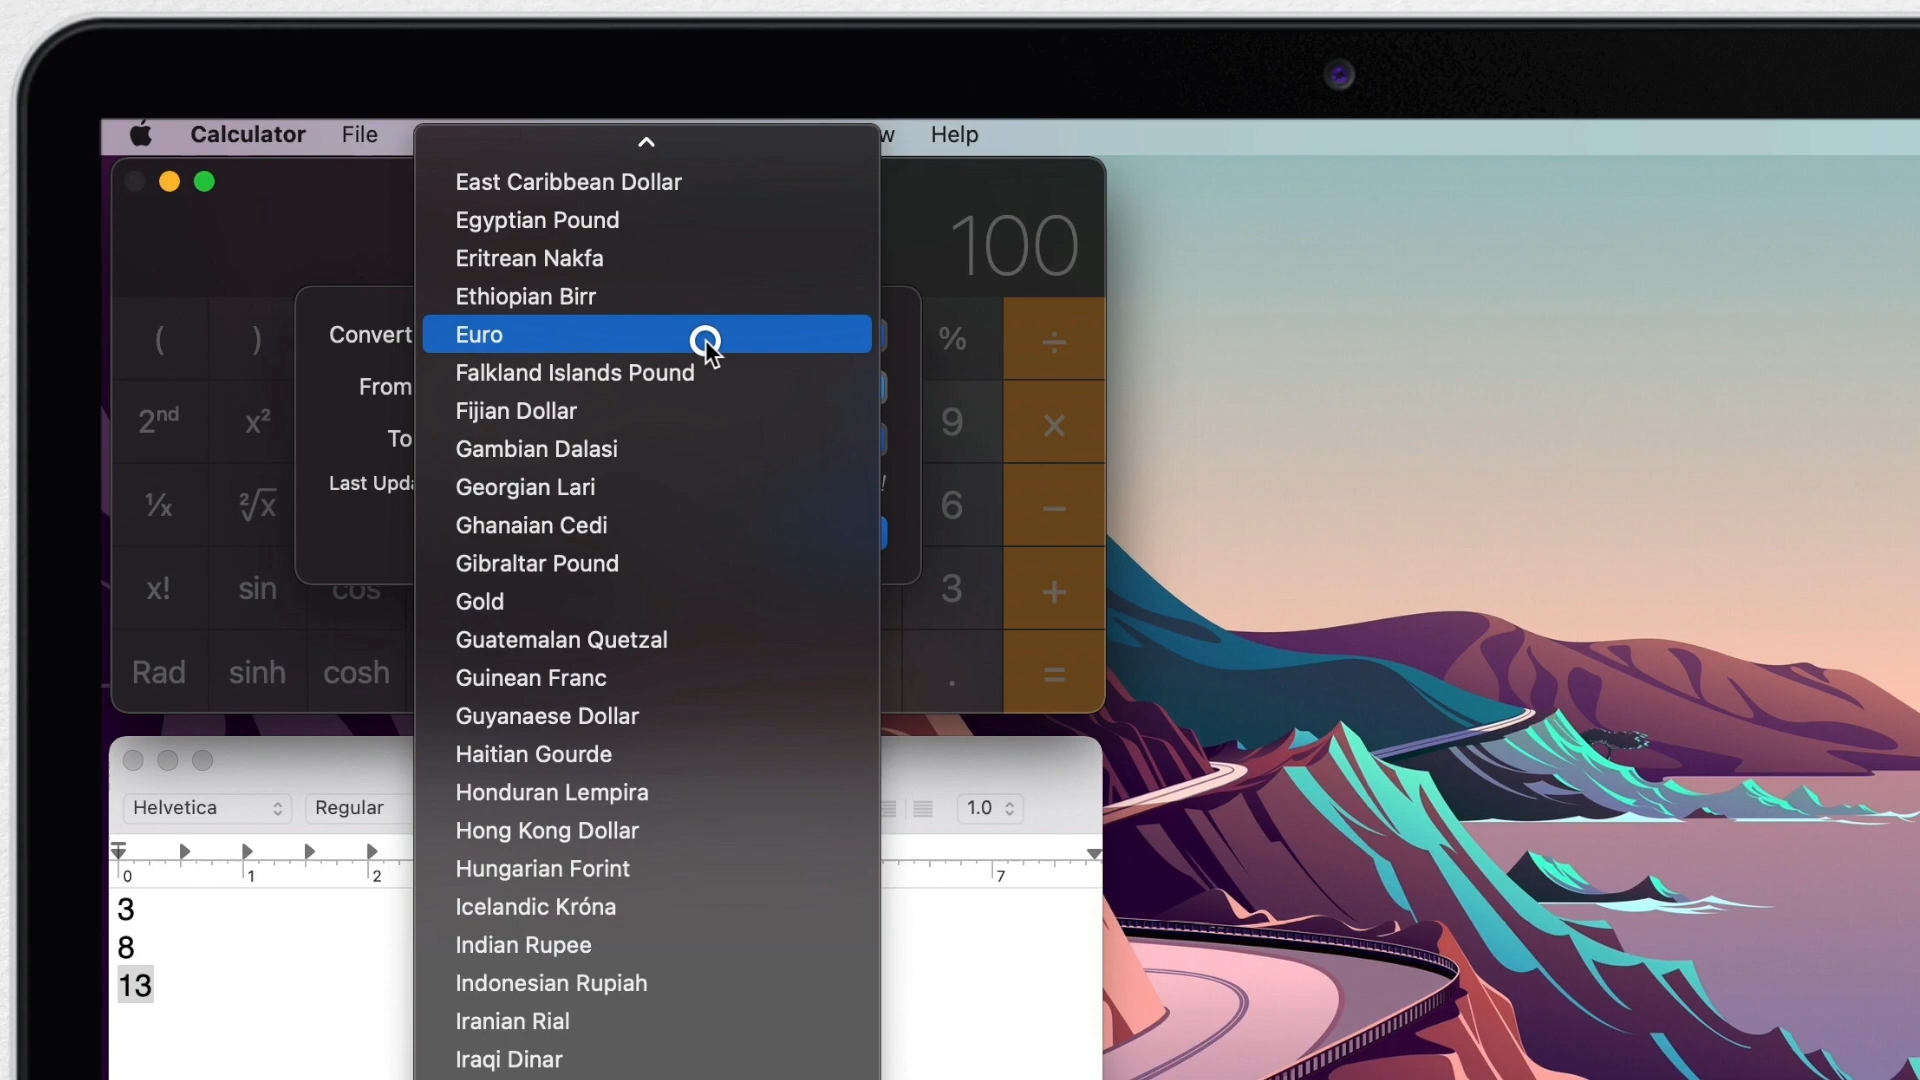 Calculator File w Help
East Caribbean Dollar
Egyptian Pound
Eritrean Nakfa
Ethiopian Birr
Euro
Falkland Islands Pound
Fijian Dollar
Gambian Dalasi
Georgian Lari
Ghanaian Cedi
Gibraltar Pound
Gold
Guatemalan Quetzal
Guinean Franc
Guyanaese Dollar
Haitian Gourde
Honduran Lempira
Hong Kong Dollar
Hungarian Forint
Icelandic Króna
Indian Rupee
Indonesian Rupiah
Iranian Rial
Iraqi Dinar
100
Convert
From
To
Last Upda
( ) % ÷
2nd x² 9 ×
1/x ²√x 6 −
x! sin cos 3 +
Rad sinh cosh . =
Helvetica Regular 1.0
0 1 2 7
3
8
13